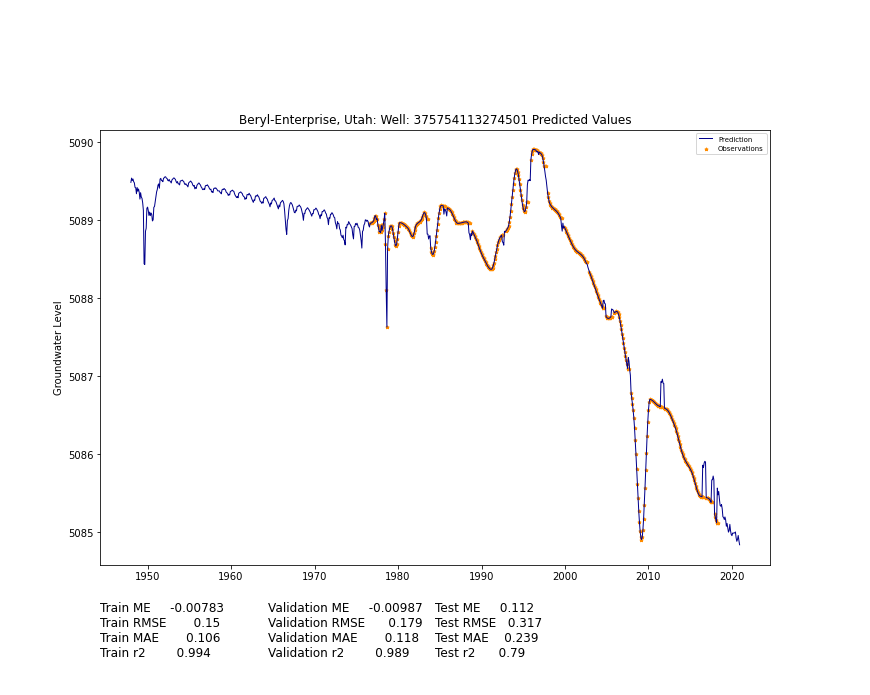 Beryl-Enterprise, Utah: Well: 375754113274501 Predicted Values
Prediction
Observations
5090
5089
5088
5087
5086
5085
Groundwater Level
1950 1960 1970 1980 1990 2000 2010 2020
Train ME -0.00783 Validation ME -0.00987 Test ME 0.112
Train RMSE 0.15 Validation RMSE 0.179 Test RMSE 0.317
Train MAE 0.106 Validation MAE 0.118 Test MAE 0.239
Train r2 0.994 Validation r2 0.989 Test r2 0.79